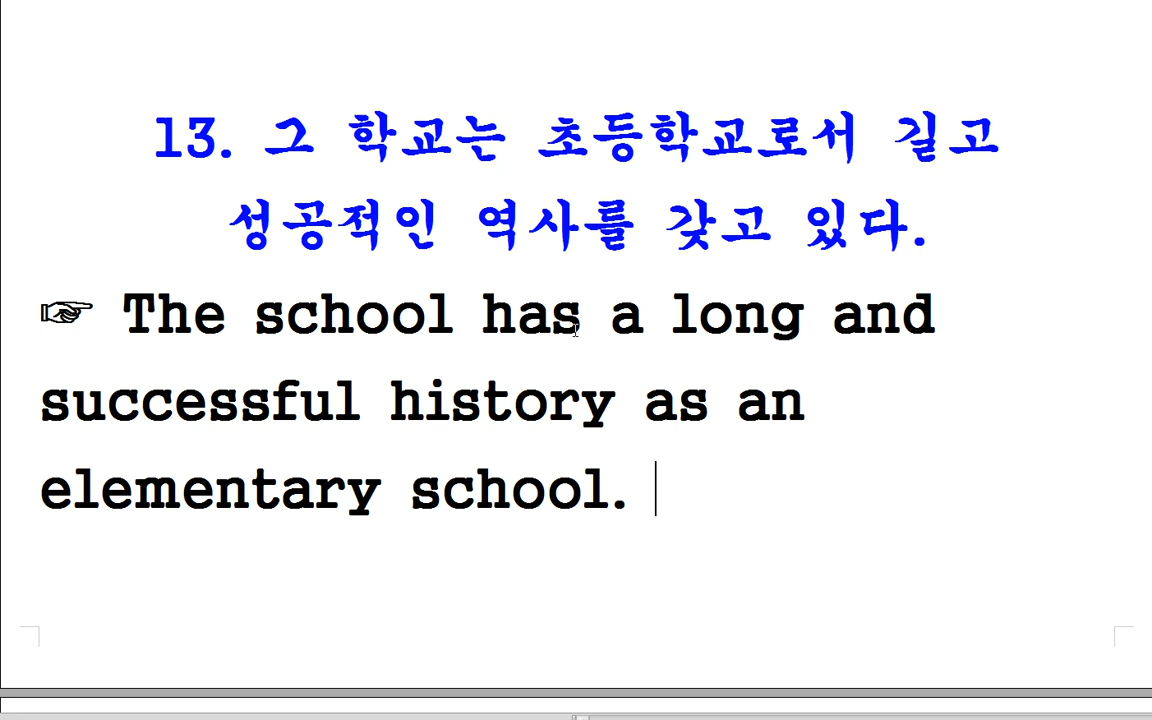 13. 그 학교는 초등학교로서 길고
성공적인 역사를 갖고 있다.
☞ The school has a long and
successful history as an
elementary school.